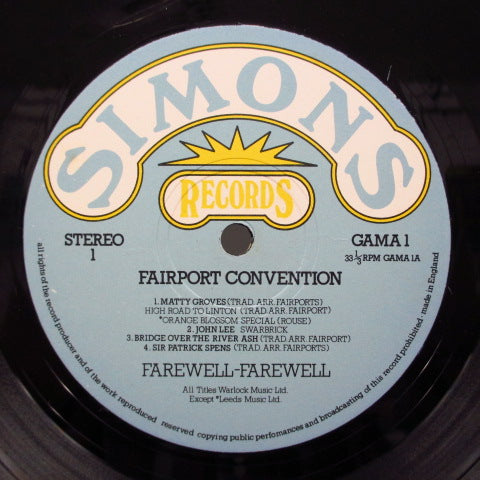 SIMONS
RECORDS
STEREO
1
GAMA 1
33 1/3 RPM GAMA 1A
FAIRPORT CONVENTION
1. MATTY GROVES (TRAD. ARR. FAIRPORTS)
HIGH ROAD TO LINTON (TRAD. ARR. FAIRPORT)
*ORANGE BLOSSOM SPECIAL (ROUSE)
2. JOHN LEE SWARBRICK
3. BRIDGE OVER THE RIVER ASH (TRAD. ARR. FAIRPORT)
4. SIR PATRICK SPENS (TRAD. ARR. FAIRPORTS)
FAREWELL-FAREWELL
All Titles Warlock Music Ltd.
Except *Leeds Music Ltd.
all rights of the record producer and of the work reproduced reserved copying public perfomances and broadcasting of this record prohibited: made in England